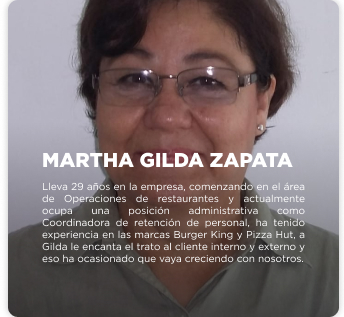 MARTHA GILDA ZAPATA
Lleva 29 años en la empresa, comenzando en el área
de Operaciones de restaurantes y actualmente
ocupa una posición administrativa como
Coordinadora de retención de personal, ha tenido
experiencia en las marcas Burger King y Pizza Hut, a
Gilda le encanta el trato al cliente interno y externo y
eso ha ocasionado que vaya creciendo con nosotros.